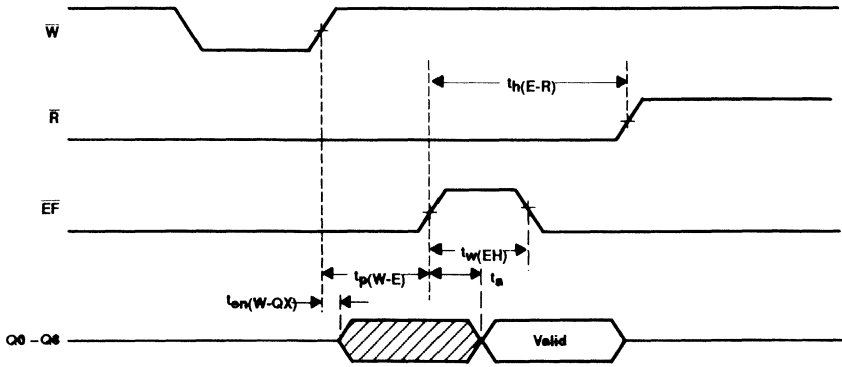 W
th(E-R)
R
EF
tw(EH)
tp(W-E)
ta
ten(W-QX)
Q0 – Q8
Valid